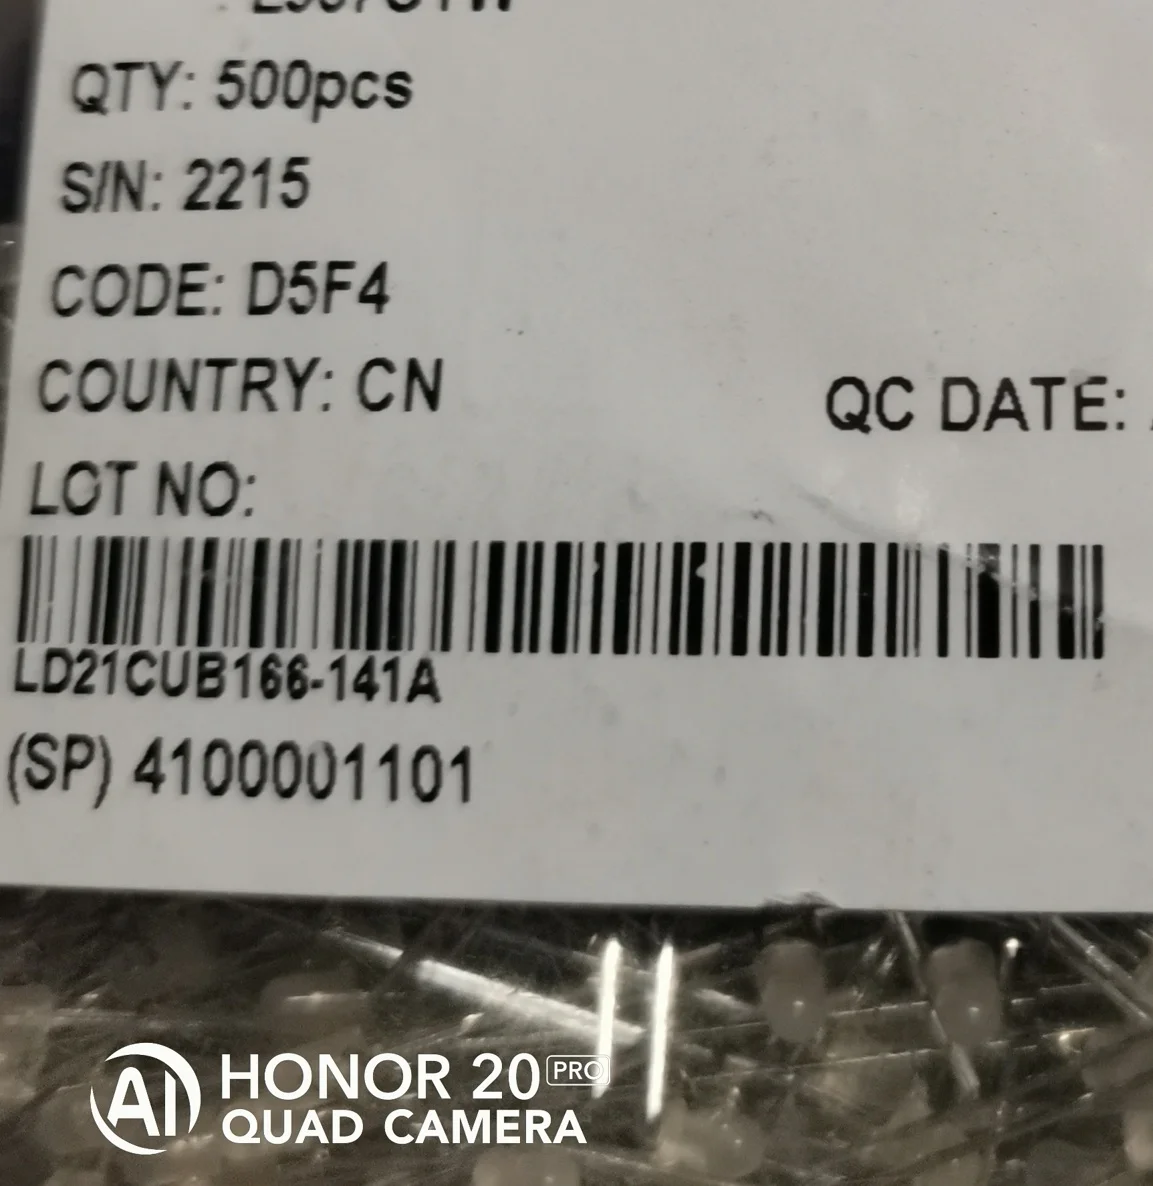 QTY: 500pcs
S/N: 2215
CODE: D5F4
COUNTRY: CN
QC DATE:
LOT NO:
LD21CUB166-141A
(SP) 4100001101
AI HONOR 20 PRO
QUAD CAMERA